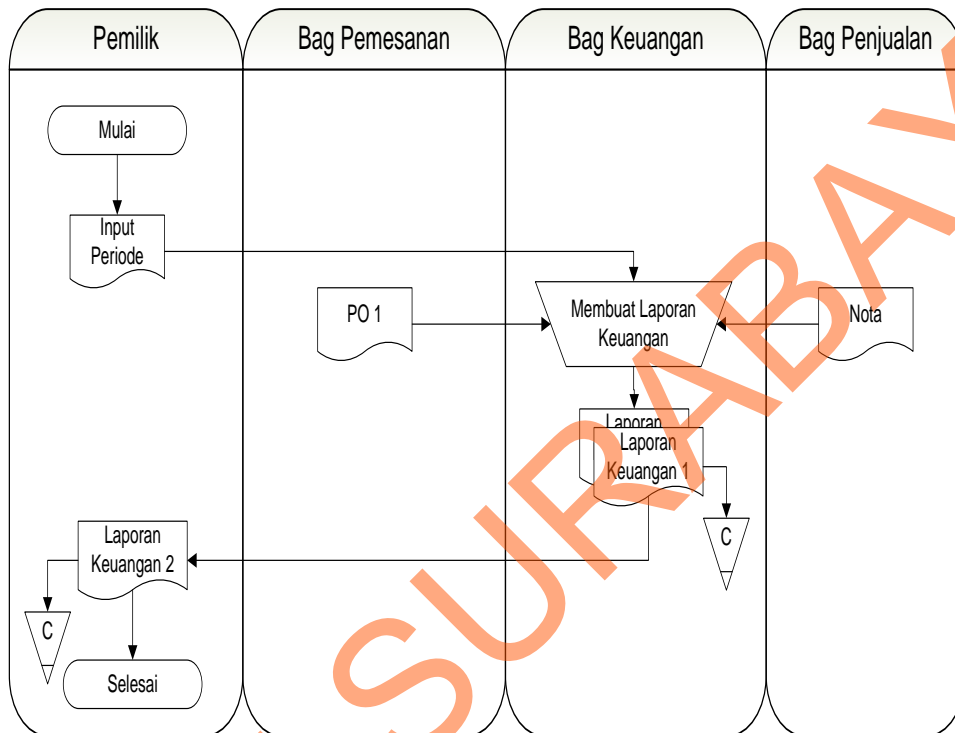 Pemilik
Bag Pemesanan
Bag Keuangan
Bag Penjualan
Mulai
Input
Periode
PO 1
Membuat Laporan
Keuangan
Nota
Laporan
Laporan
Keuangan 1
C
Laporan
Keuangan 2
C
Selesai
SURABAY